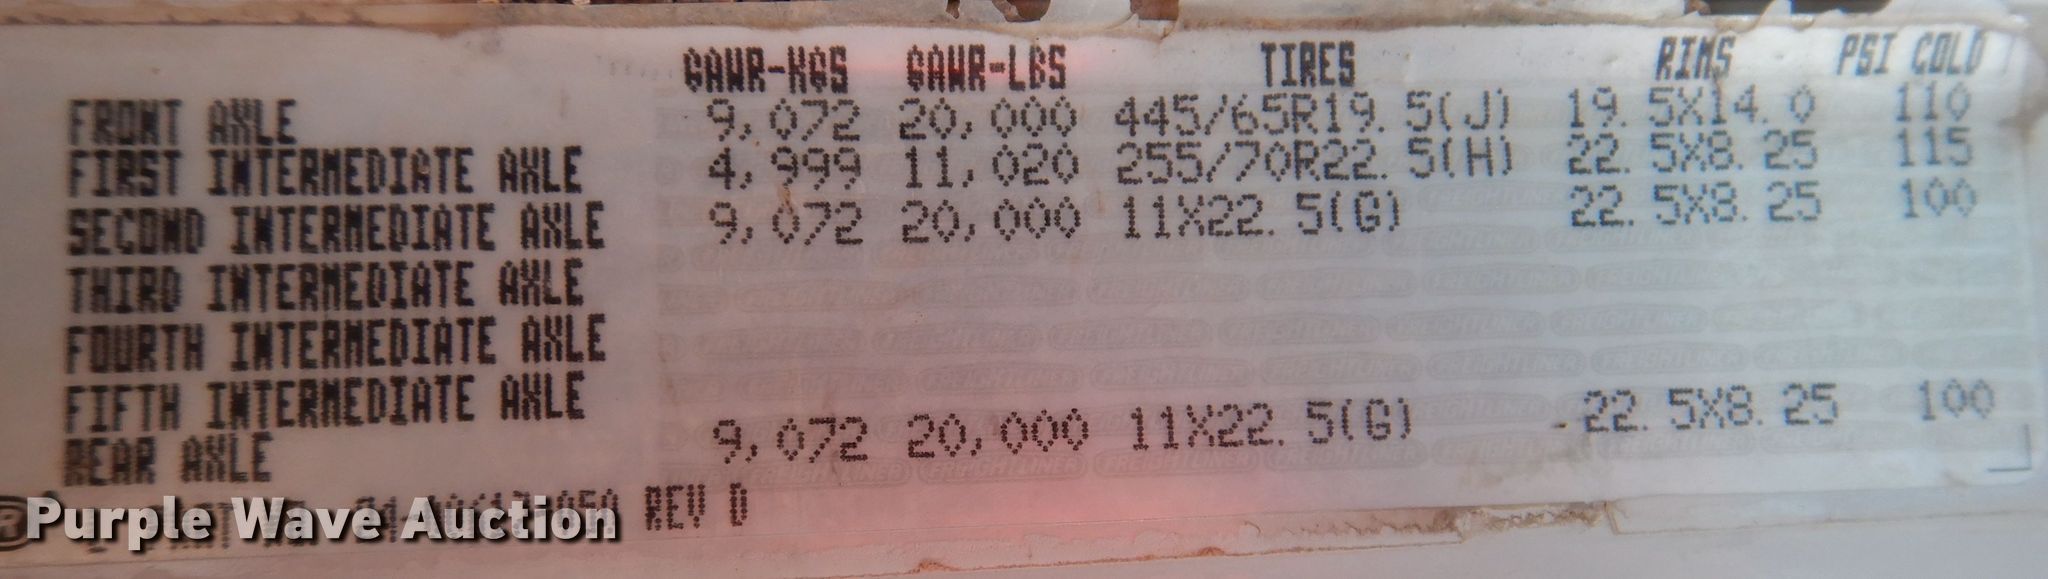 GAWR-KGS GAWR-LBS TIRES RIMS PSI COLD
FRONT AXLE 9,072 20,000 445/65R19.5(J) 19.5X14.0 110
FIRST INTERMEDIATE AXLE 4,999 11,020 255/70R22.5(H) 22.5X8.25 115
SECOND INTERMEDIATE AXLE 9,072 20,000 11X22.5(G) 22.5X8.25 100
THIRD INTERMEDIATE AXLE
FOURTH INTERMEDIATE AXLE
FIFTH INTERMEDIATE AXLE
REAR AXLE 9,072 20,000 11X22.5(G) 22.5X8.25 100
REV
Purple Wave Auction